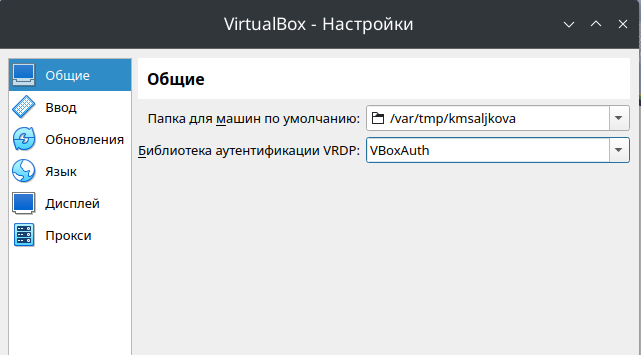 VirtualBox - Настройки
Общие
Ввод
Обновления
Язык
Дисплей
Прокси
Общие
Папка для машин по умолчанию: /var/tmp/kmsaljkova
Библиотека аутентификации VRDP: VBoxAuth